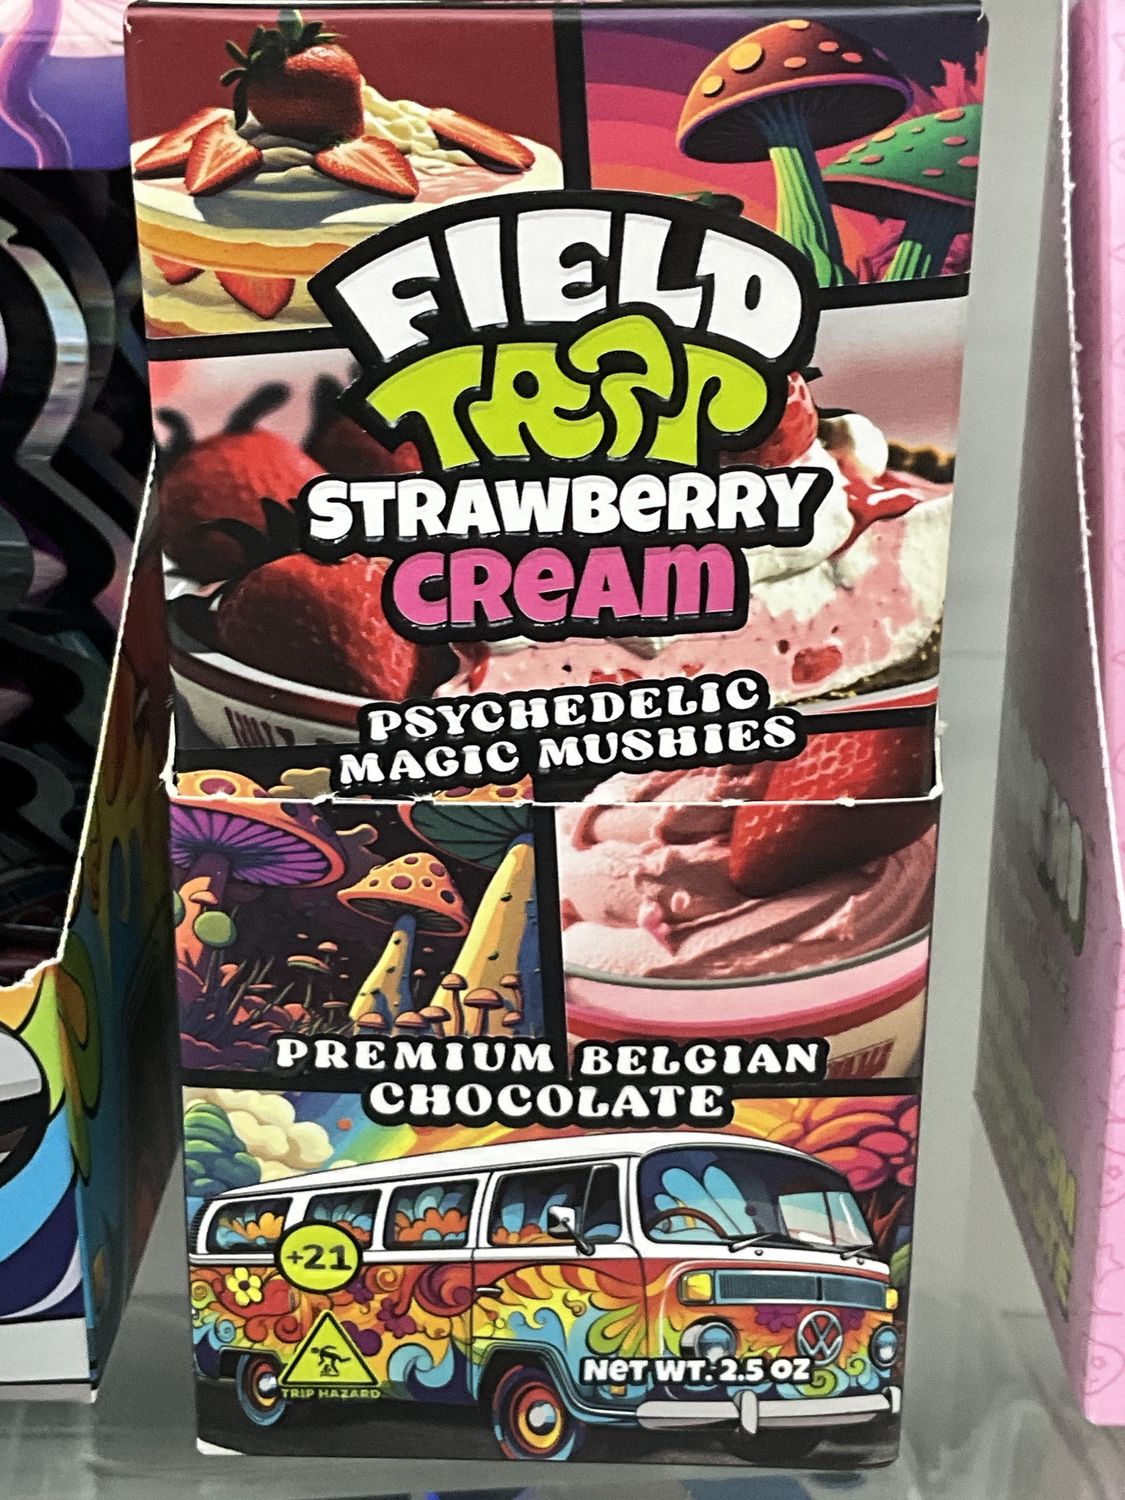 FIELD
TRIP
STRAWBERRY
CREAM
PSYCHEDELIC
MAGIC MUSHIES
PREMIUM BELGIAN
CHOCOLATE
+21
TRIP HAZARD
NET WT. 2.5 OZ